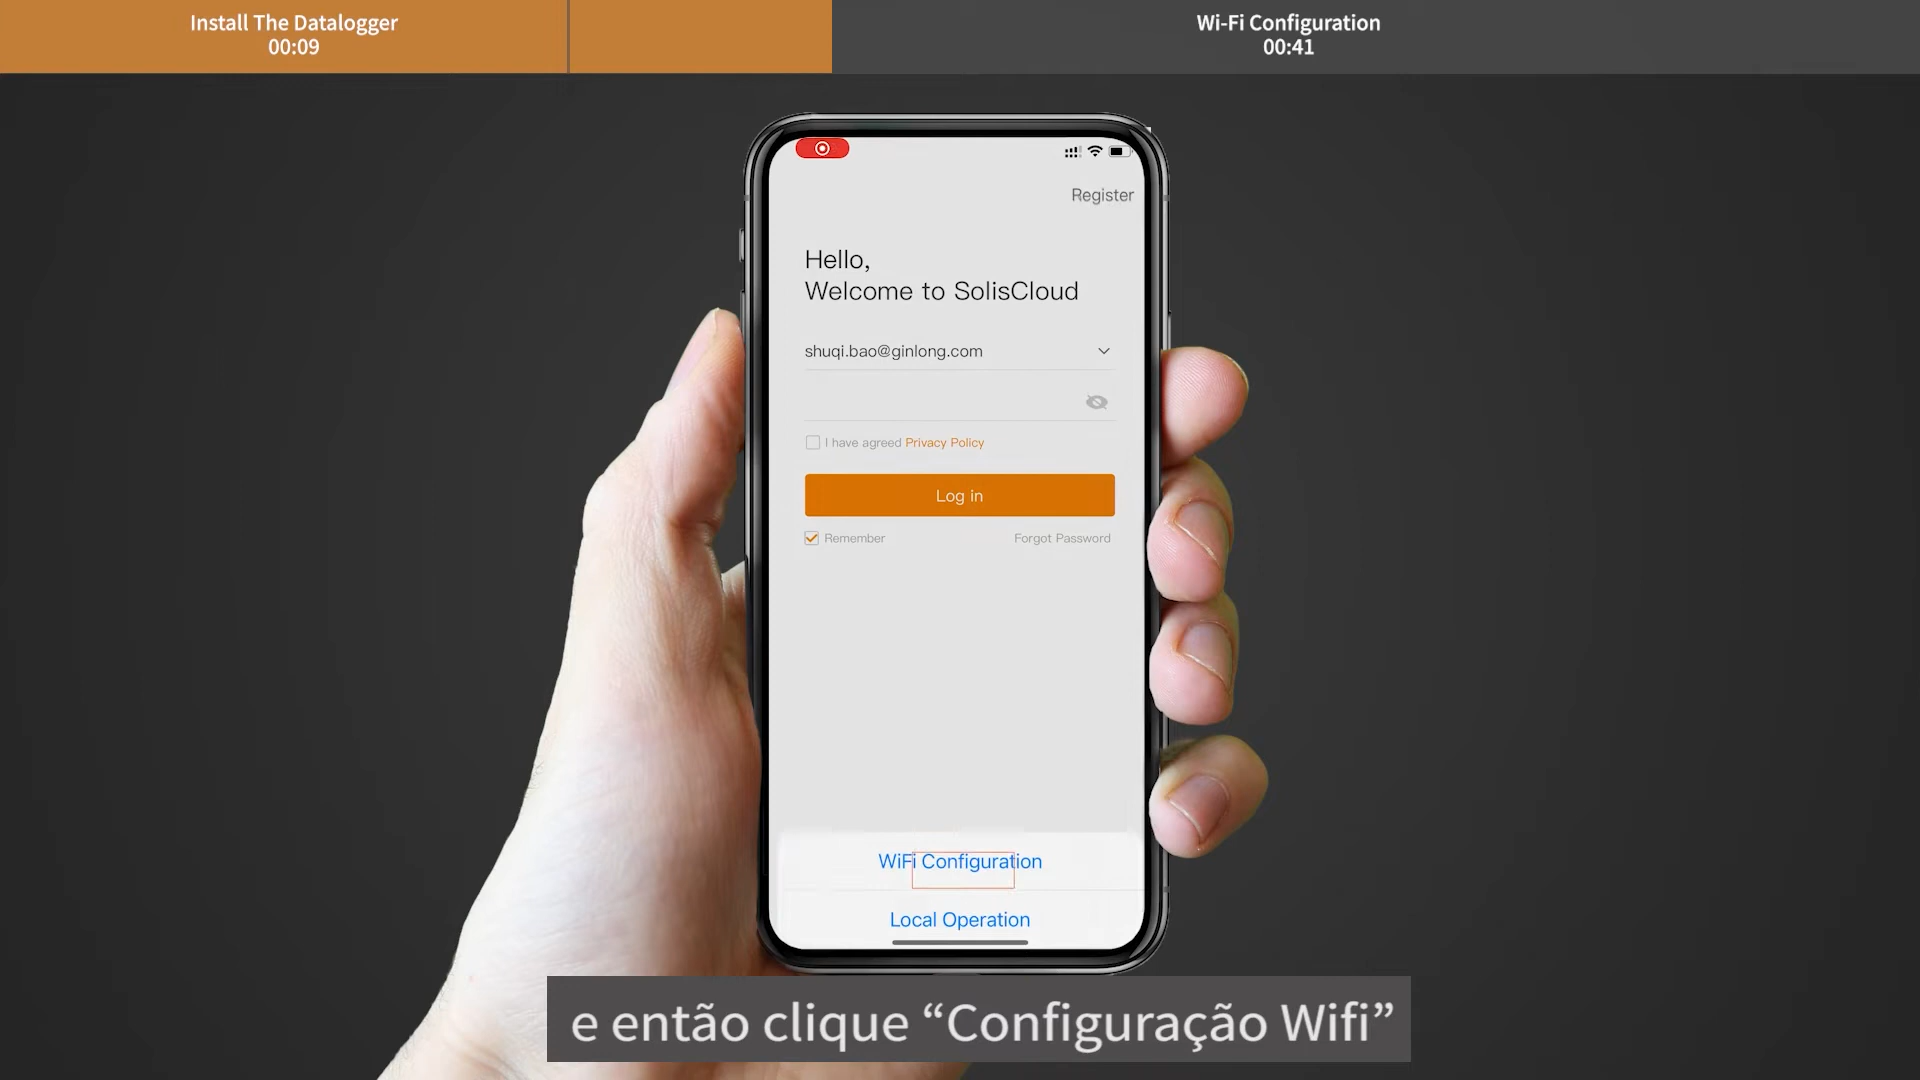 Install The Datalogger
00:09
Wi-Fi Configuration
00:41
Register
Hello,
Welcome to SolisCloud
shuqi.bao@ginlong.com
I have agreed Privacy Policy
Log in
Remember
Forgot Password
WiFi Configuration
Local Operation
e então clique “Configuração Wifi”